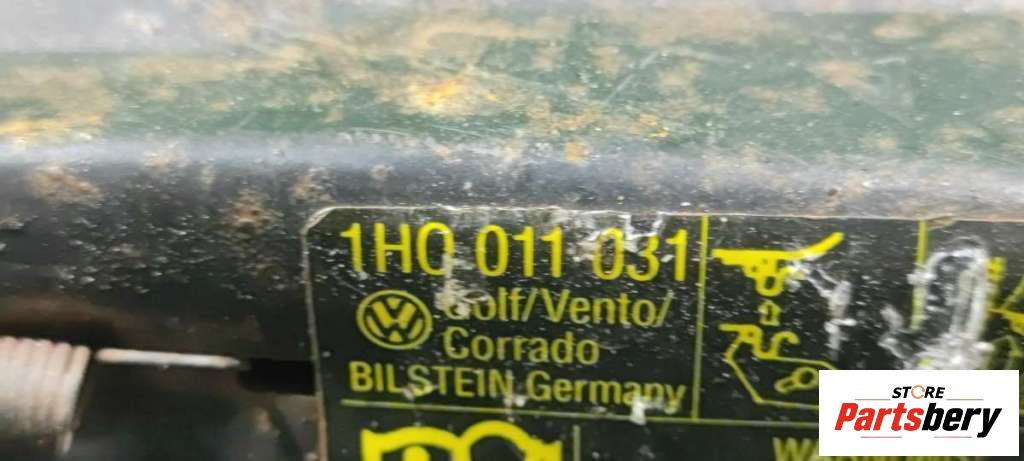 1H0 011 031
Golf/Vento/
Corrado
BILSTEIN Germany
STORE
Partsbery